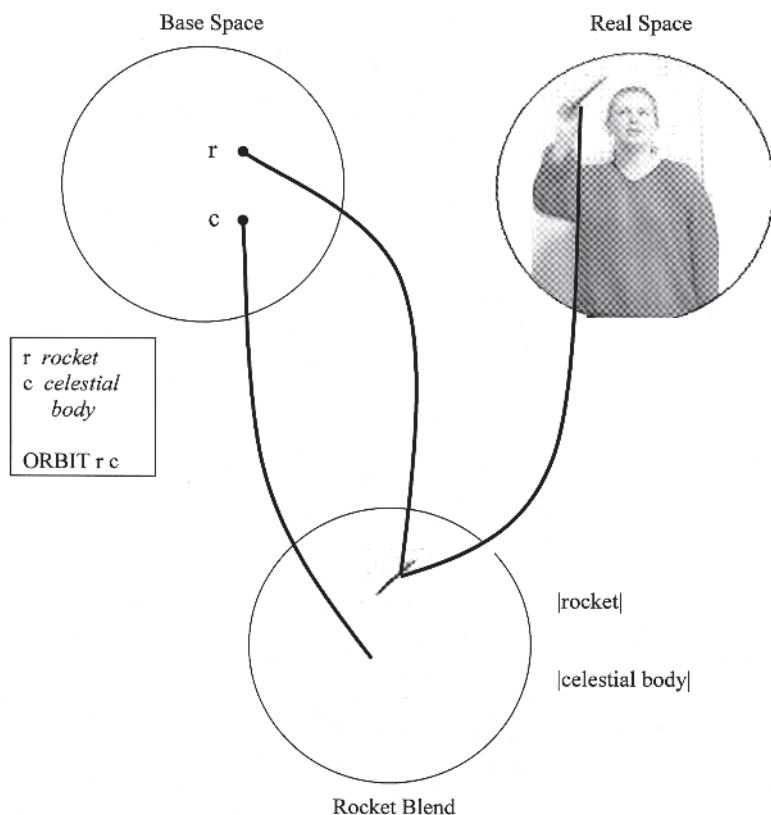 Base Space
Real Space
r
c
r rocket
c celestial
body
ORBIT r c
|rocket|
|celestial body|
Rocket Blend